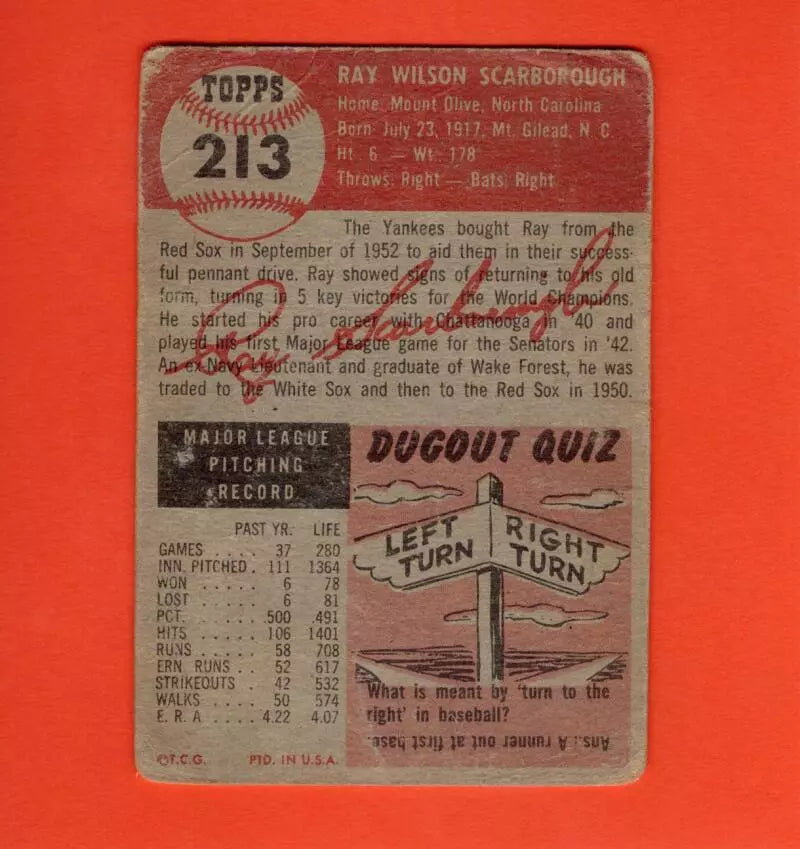 TOPPS
213
RAY WILSON SCARBOROUGH
Home: Mount Olive, North Carolina
Born: July 23, 1917, Mt. Gilead, N. C.
Ht. 6 — Wt. 178
Throws: Right — Bats: Right
The Yankees bought Ray from the
Red Sox in September of 1952 to aid them in their success-
ful pennant drive. Ray showed signs of returning to his old
form, turning in 5 key victories for the World Champions.
He started his pro career with Chattanooga in '40 and
played his first Major League game for the Senators in '42.
An ex-Navy Lieutenant and graduate of Wake Forest, he was
traded to the White Sox and then to the Red Sox in 1950.
Ray Scarborough
MAJOR LEAGUE
PITCHING
RECORD
PAST YR. LIFE
GAMES .... 37 280
INN. PITCHED . 111 1364
WON ..... 6 78
LOST ..... 6 81
PCT. ..... .500 .491
HITS ..... 106 1401
RUNS ..... 58 708
ERN. RUNS .. 52 617
STRIKEOUTS . 42 532
WALKS .... 50 574
E. R. A .... 4.22 4.07
©T.C.G. PTD. IN U.S.A.
DUGOUT QUIZ
LEFT TURN
RIGHT TURN
What is meant by 'turn to the
right' in baseball?
Ans.: A runner out at first base.